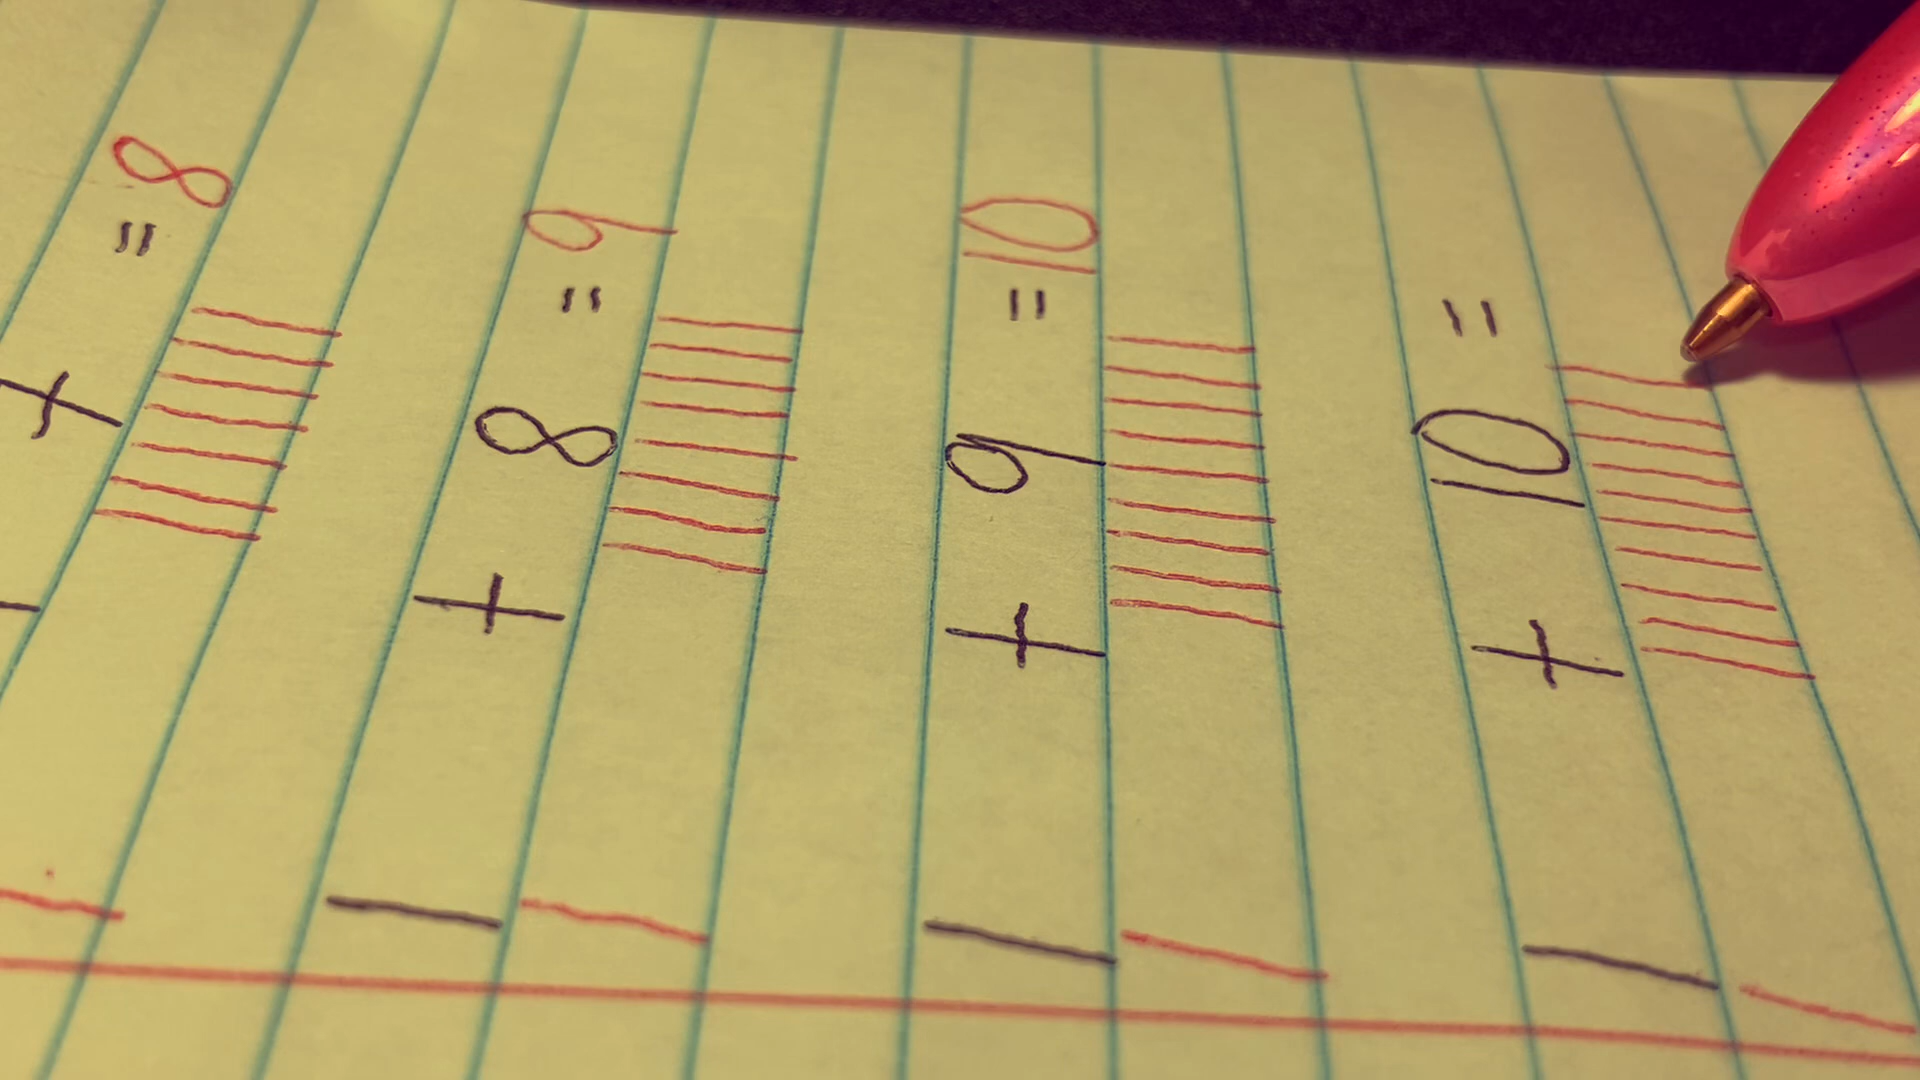 + = 8
1 + 8 = 9
1 + 9 = 10
1 + 10 =